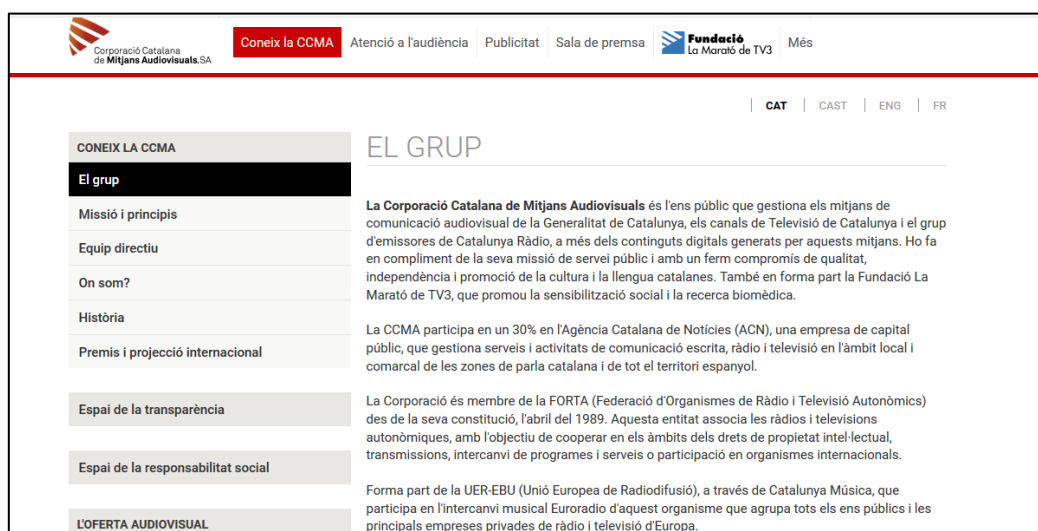 Corporació Catalana
de Mitjans Audiovisuals,SA
Coneix la CCMA
Atenció a l'audiència
Publicitat
Sala de premsa
Fundació
La Marató de TV3
Més
CAT
CAST
ENG
FR
CONEIX LA CCMA
El grup
Missió i principis
Equip directiu
On som?
Història
Premis i projecció internacional
Espai de la transparència
Espai de la responsabilitat social
L'OFERTA AUDIOVISUAL
EL GRUP
La Corporació Catalana de Mitjans Audiovisuals és l'ens públic que gestiona els mitjans de
comunicació audiovisual de la Generalitat de Catalunya, els canals de Televisió de Catalunya i el grup
d'emissores de Catalunya Ràdio, a més dels continguts digitals generats per aquests mitjans. Ho fa
en compliment de la seva missió de servei públic i amb un ferm compromís de qualitat,
independència i promoció de la cultura i la llengua catalanes. També en forma part la Fundació La
Marató de TV3, que promou la sensibilització social i la recerca biomèdica.
La CCMA participa en un 30% en l'Agència Catalana de Notícies (ACN), una empresa de capital
públic, que gestiona serveis i activitats de comunicació escrita, ràdio i televisió en l'àmbit local i
comarcal de les zones de parla catalana i de tot el territori espanyol.
La Corporació és membre de la FORTA (Federació d'Organismes de Ràdio i Televisió Autonòmics)
des de la seva constitució, l'abril del 1989. Aquesta entitat associa les ràdios i televisions
autonòmiques, amb l'objectiu de cooperar en els àmbits dels drets de propietat intel·lectual,
transmissions, intercanvi de programes i serveis o participació en organismes internacionals.
Forma part de la UER-EBU (Unió Europea de Radiodifusió), a través de Catalunya Música, que
participa en l'intercanvi musical Euroradio d'aquest organisme que agrupa tots els ens públics i les
principals empreses privades de ràdio i televisió d'Europa.